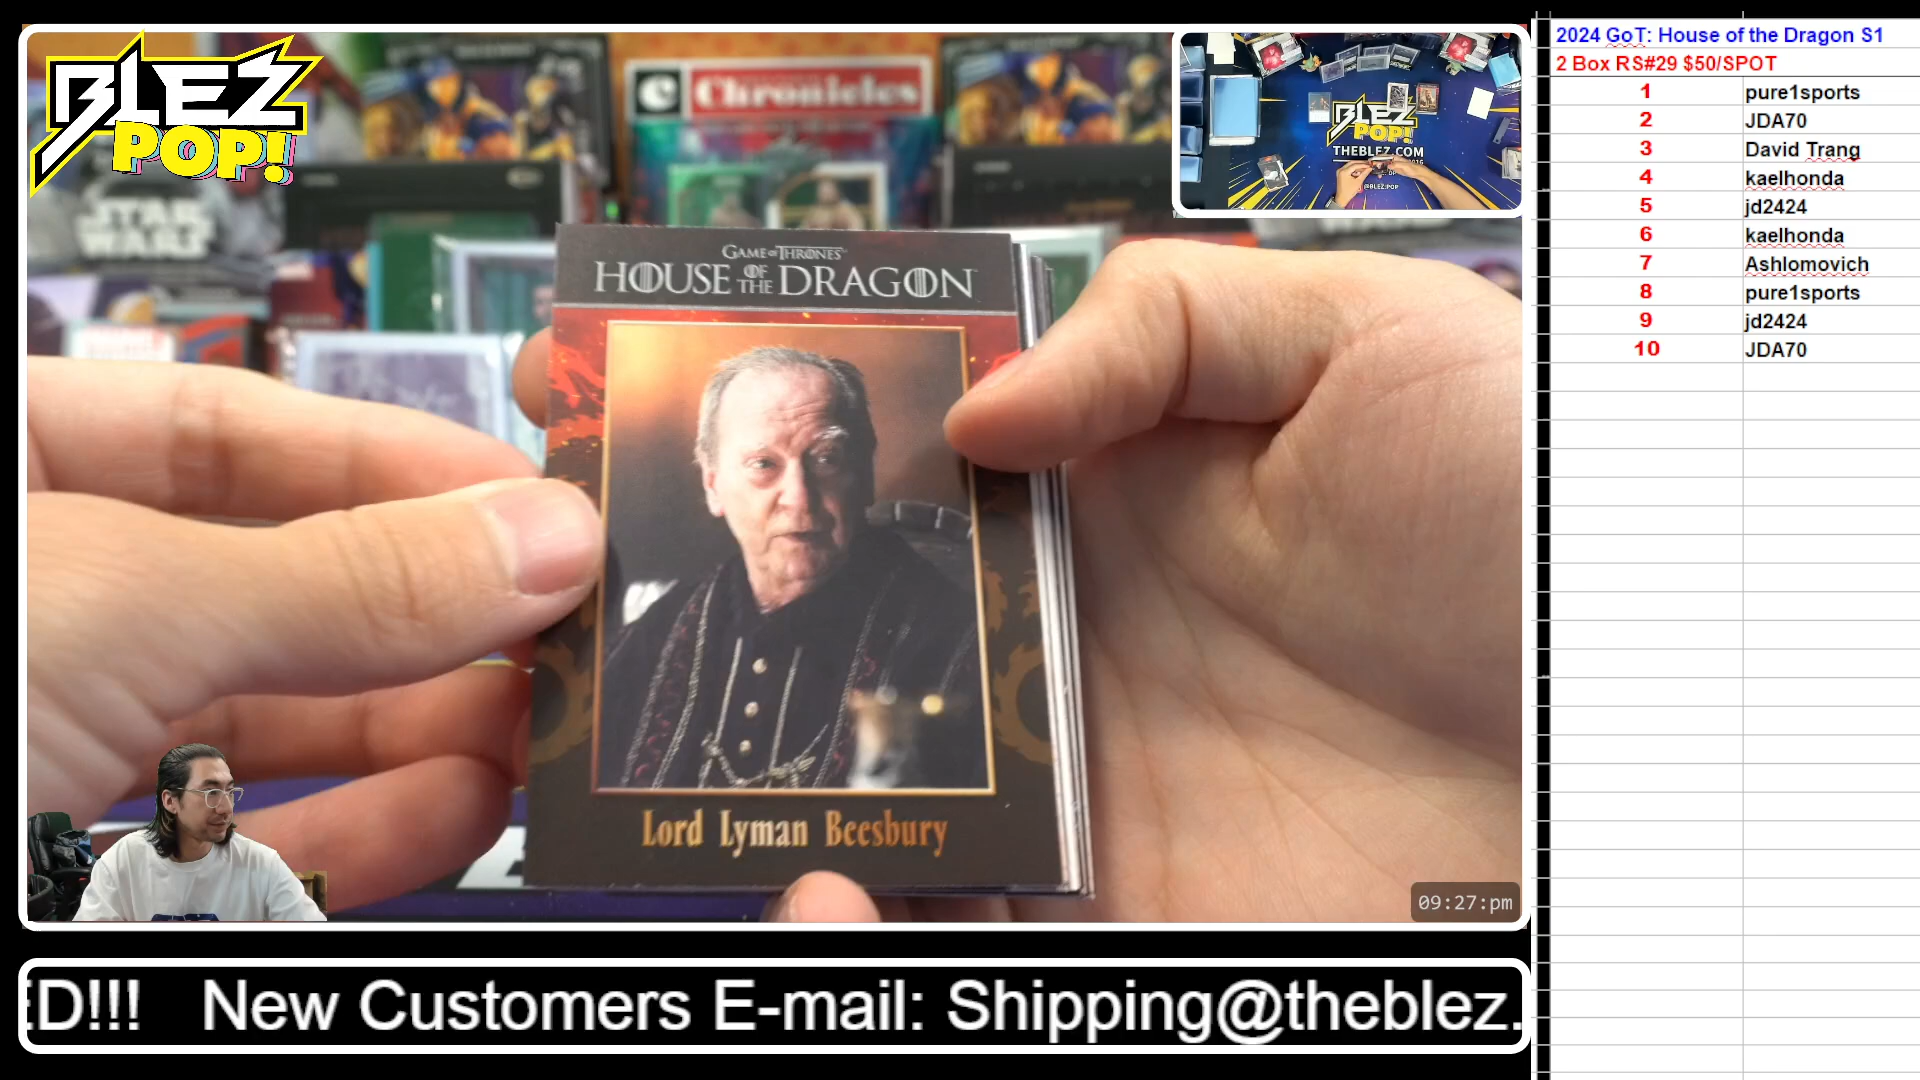 BLEZ
POP!
C Chronicles
STAR
WARS
GAME OF THRONES
HOUSE OF THE DRAGON
Lord Lyman Beesbury
BLEZ
POP!
THEBLEZ.COM
@BLEZ.POP
09:27:pm
ED!!! New Customers E-mail: Shipping@theblez.
2024 GoT: House of the Dragon S1
2 Box RS#29 $50/SPOT
1 pure1sports
2 JDA70
3 David Trang
4 kaelhonda
5 jd2424
6 kaelhonda
7 Ashlomovich
8 pure1sports
9 jd2424
10 JDA70